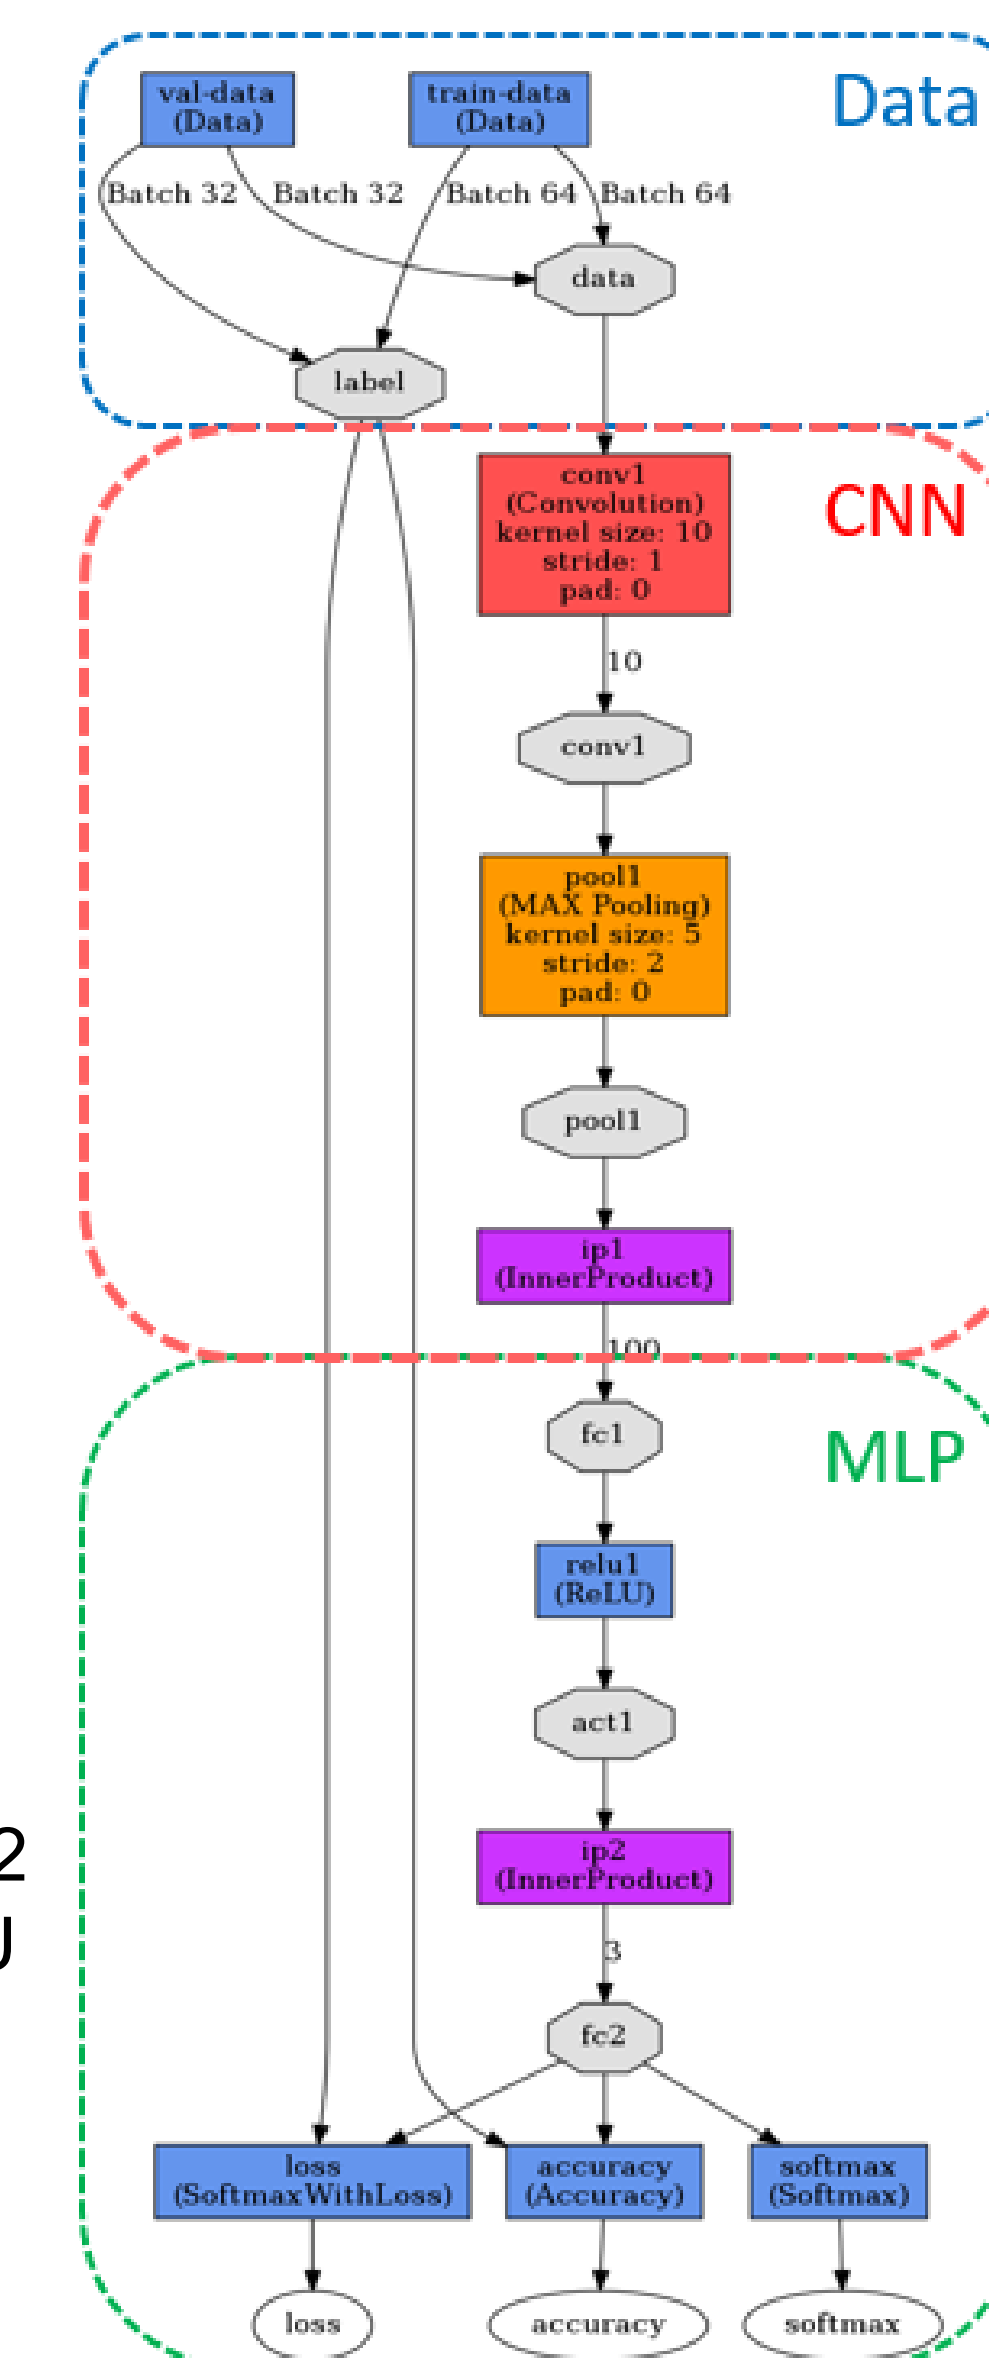 Data
val-data
(Data)
train-data
(Data)
Batch 32
Batch 32
Batch 64
Batch 64
data
label
CNN
conv1
(Convolution)
kernel size: 10
stride: 1
pad: 0
10
conv1
pool1
(MAX Pooling)
kernel size: 5
stride: 2
pad: 0
pool1
ip1
(InnerProduct)
100
MLP
fc1
relu1
(ReLU)
act1
ip2
(InnerProduct)
2
3
fc2
loss
(SoftmaxWithLoss)
accuracy
(Accuracy)
softmax
(Softmax)
loss
accuracy
softmax